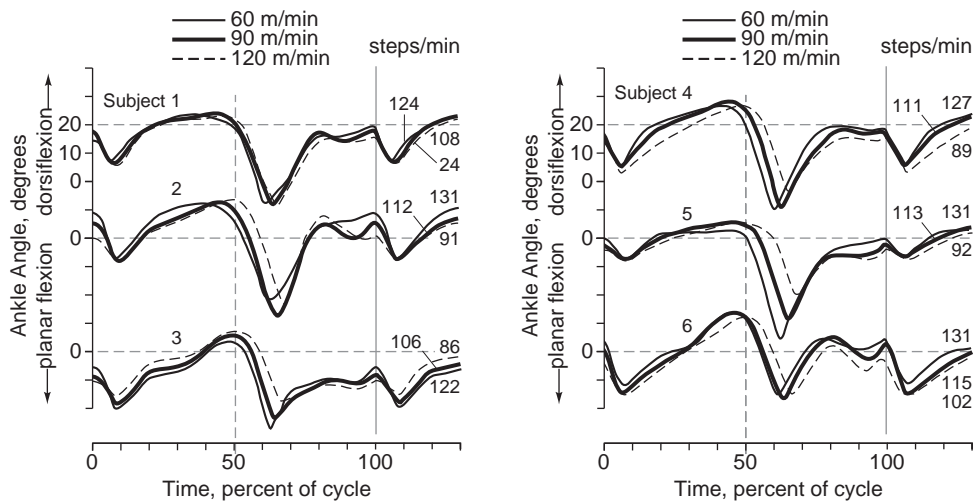 60 m/min
90 m/min
120 m/min
steps/min
Ankle Angle, degrees
planar flexion
dorsiflexion
Subject 1
20
10
0
124
108
24
2
0
112
131
91
3
0
106
86
122
0
50
100
Time, percent of cycle
60 m/min
90 m/min
120 m/min
steps/min
Ankle Angle, degrees
planar flexion
dorsiflexion
Subject 4
20
10
0
111
127
89
5
0
113
131
92
6
0
131
115
102
0
50
100
Time, percent of cycle